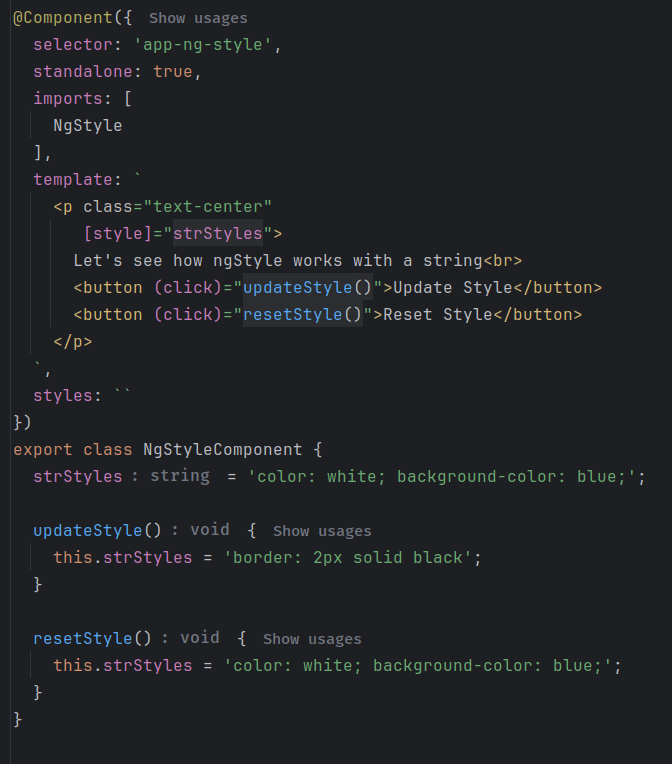 @Component({  Show usages
  selector: 'app-ng-style',
  standalone: true,
  imports: [
    NgStyle
  ],
  template: `
    <p class="text-center"
       [style]="strStyles">
      Let's see how ngStyle works with a string<br>
      <button (click)="updateStyle()">Update Style</button>
      <button (click)="resetStyle()">Reset Style</button>
    </p>
  `,
  styles: ``
})
export class NgStyleComponent {
  strStyles : string  = 'color: white; background-color: blue;';

  updateStyle() : void  {  Show usages
    this.strStyles = 'border: 2px solid black';
  }

  resetStyle() : void  {  Show usages
    this.strStyles = 'color: white; background-color: blue;';
  }
}